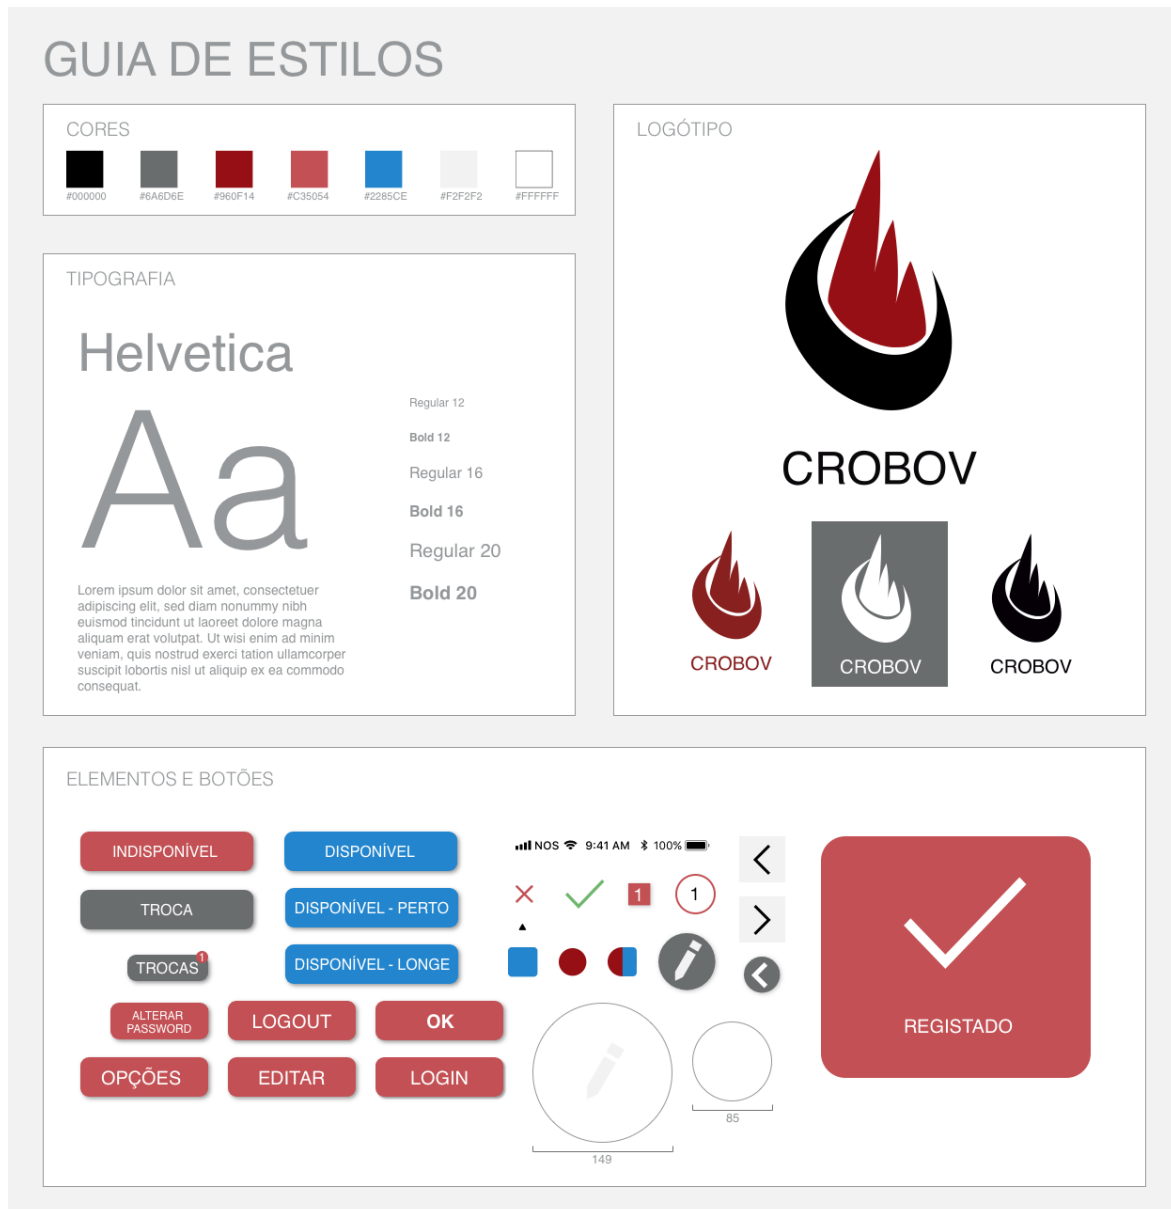 GUIA DE ESTILOS
CORES
#000000
#6A6D6E
#960F14
#C35054
#2285CE
#F2F2F2
#FFFFFF
TIPOGRAFIA
Helvetica
Aa
Regular 12
Bold 12
Regular 16
Bold 16
Regular 20
Bold 20
Lorem ipsum dolor sit amet, consectetuer
adipiscing elit, sed diam nonummy nibh
euismod tincidunt ut laoreet dolore magna
aliquam erat volutpat. Ut wisi enim ad minim
veniam, quis nostrud exerci tation ullamcorper
suscipit lobortis nisl ut aliquip ex ea commodo
consequat.
LOGÓTIPO
CROBOV
CROBOV
CROBOV
CROBOV
ELEMENTOS E BOTÕES
INDISPONÍVEL
DISPONÍVEL
TROCA
DISPONÍVEL - PERTO
TROCAS
1
DISPONÍVEL - LONGE
ALTERAR
PASSWORD
LOGOUT
OK
OPÇÕES
EDITAR
LOGIN
NOS 9:41 AM 100%
1
1
149
85
REGISTADO